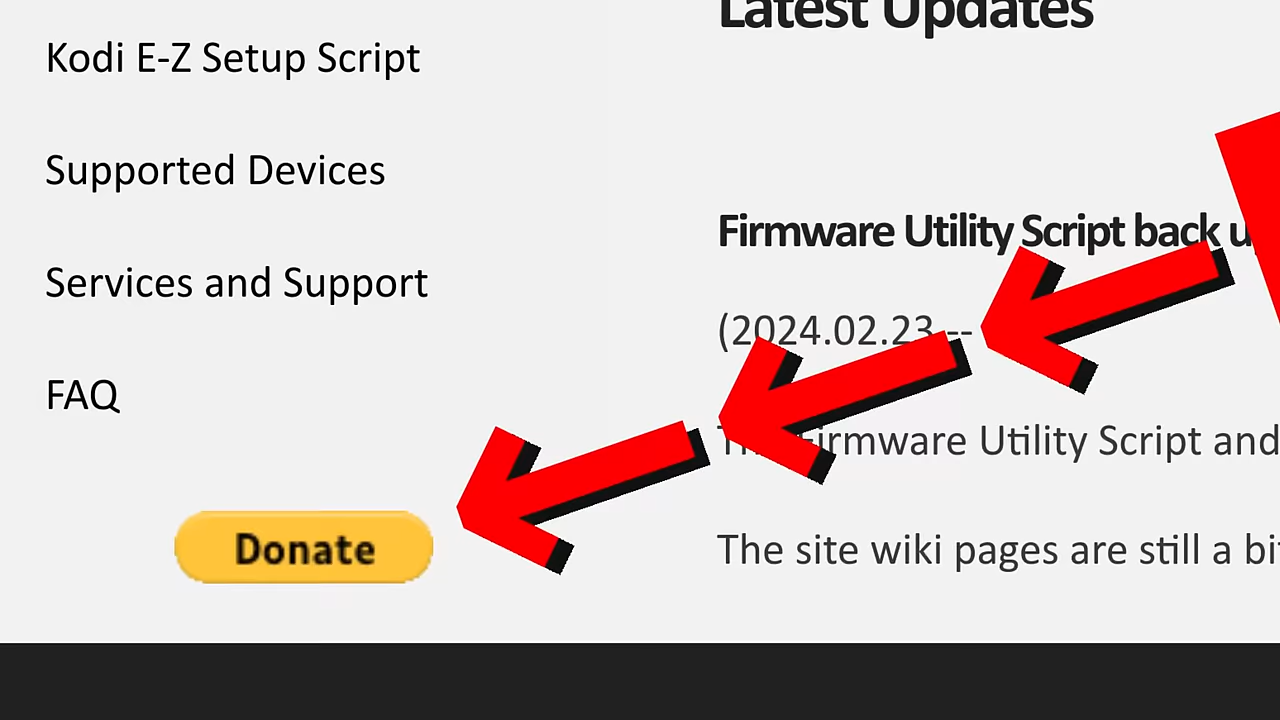 Latest Updates
Kodi E-Z Setup Script
Supported Devices
Services and Support
FAQ
Donate
Firmware Utility Script back
(2024.02.23 --
Firmware Utility Script and
The site wiki pages are still a